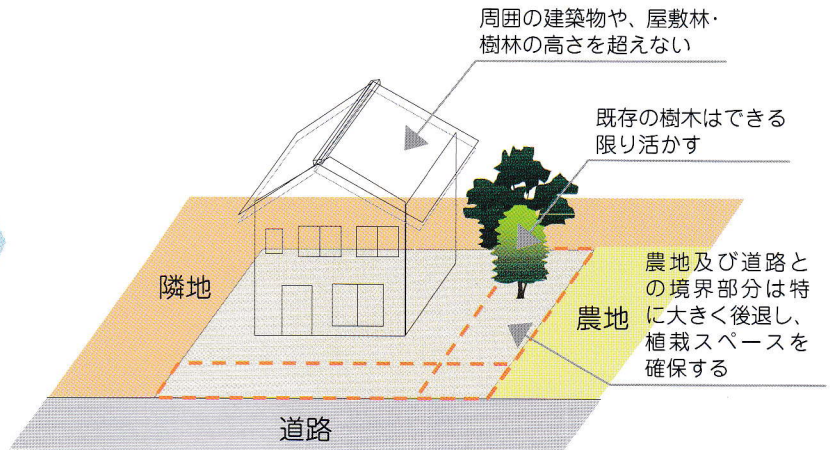 周囲の建築物や、屋敷林・
樹林の高さを超えない
既存の樹木はできる
限り活かす
農地及び道路と
の境界部分は特
に大きく後退し、
植栽スペースを
確保する
隣地
農地
道路